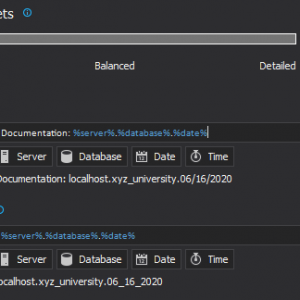 ets
Balanced Detailed
Documentation: %server%.%database%.%date%
Server Database Date Time
Documentation: localhost.xyz_university.06/16/2020
%server%.%database%.%date%
Server Database Date Time
localhost.xyz_university.06_16_2020